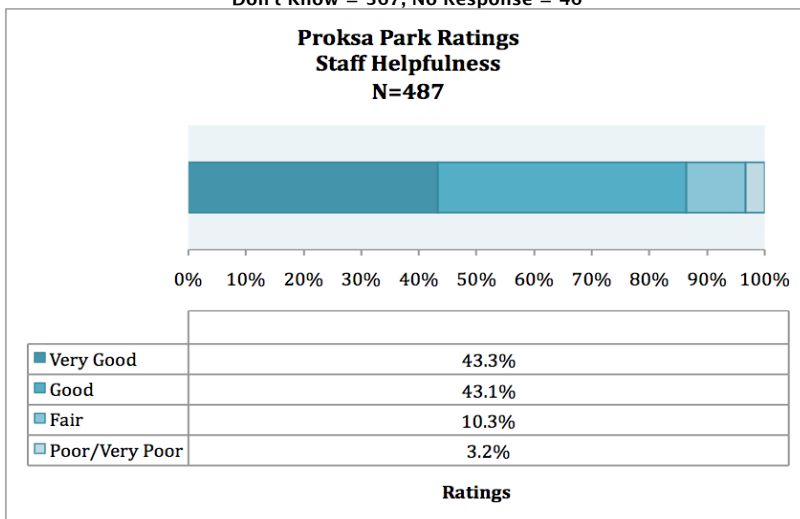 Proksa Park Ratings
Staff Helpfulness
N=487
0% 10% 20% 30% 40% 50% 60% 70% 80% 90% 100%
Very Good 43.3%
Good 43.1%
Fair 10.3%
Poor/Very Poor 3.2%
Ratings